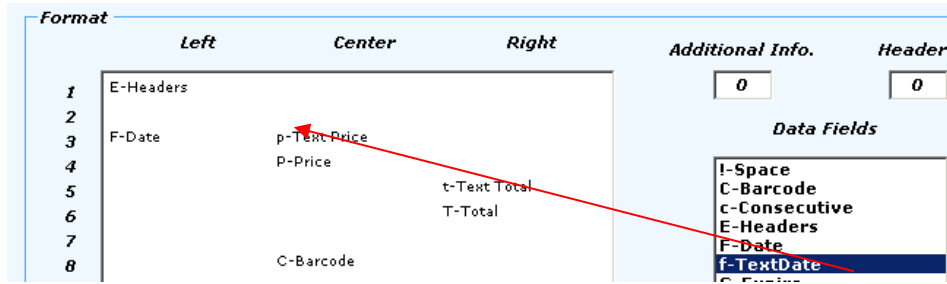 Format
Left Center Right
Additional Info. Header
1 E-Headers
0 0
2
3 F-Date p-Text Price
Data Fields
4 P-Price
5 t-Text Total
6 T-Total
7
8 C-Barcode
!-Space
C-Barcode
c-Consecutive
E-Headers
F-Date
f-TextDate